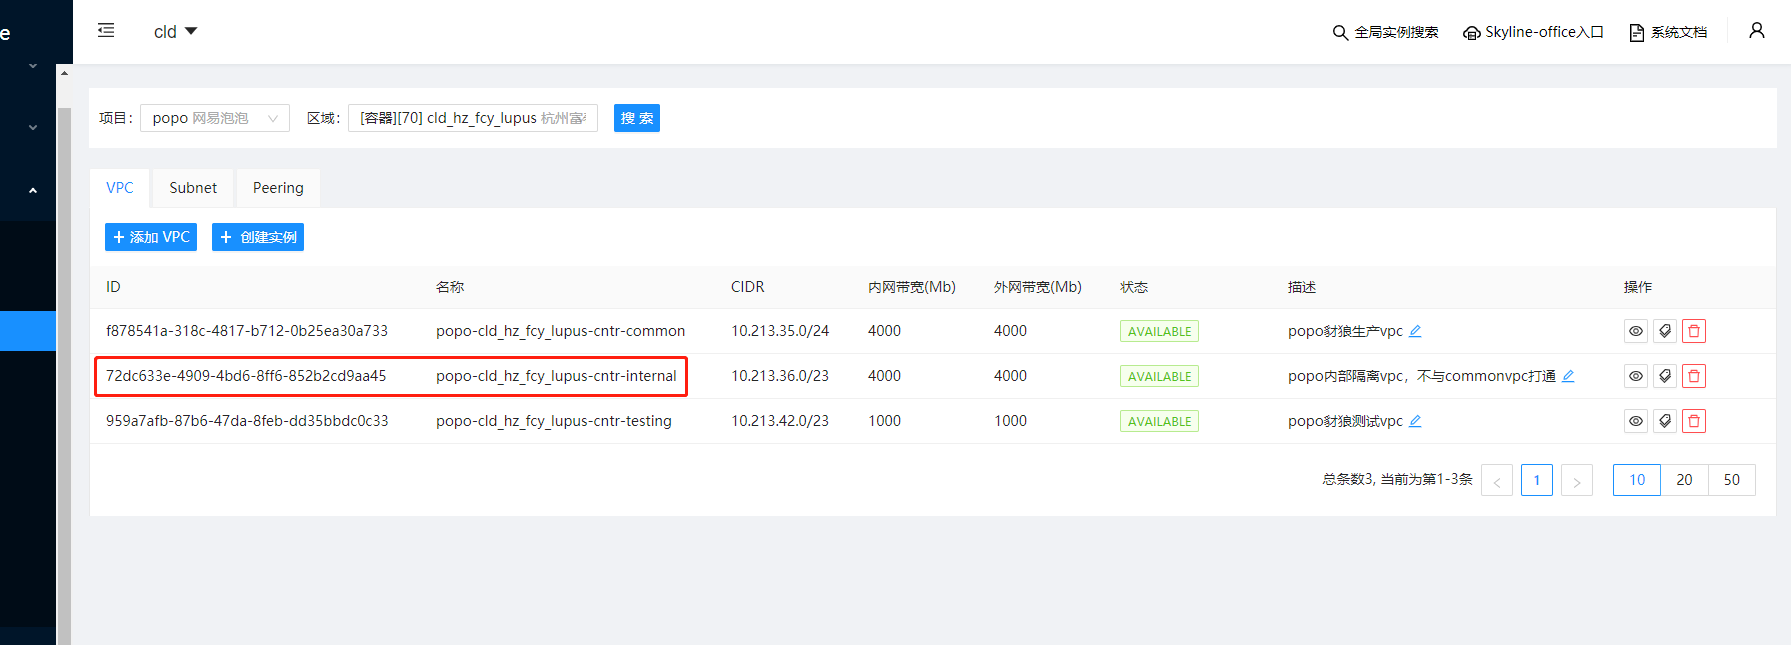 e
cld
全局实例搜索
Skyline-office入口
系统文档
项目: popo 网易泡泡
区域: [容器][70] cld_hz_fcy_lupus 杭州富
搜 索
VPC Subnet Peering
添加 VPC
创建实例
ID 名称 CIDR 内网带宽(Mb) 外网带宽(Mb) 状态 描述 操作
f878541a-318c-4817-b712-0b25ea30a733 popo-cld_hz_fcy_lupus-cntr-common 10.213.35.0/24 4000 4000 AVAILABLE popo豺狼生产vpc
72dc633e-4909-4bd6-8ff6-852b2cd9aa45 popo-cld_hz_fcy_lupus-cntr-internal 10.213.36.0/23 4000 4000 AVAILABLE popo内部隔离vpc，不与commonvpc打通
959a7afb-87b6-47da-8feb-dd35bbdc0c33 popo-cld_hz_fcy_lupus-cntr-testing 10.213.42.0/23 1000 1000 AVAILABLE popo豺狼测试vpc
总条数3, 当前为第1-3条 < 1 > 10 20 50